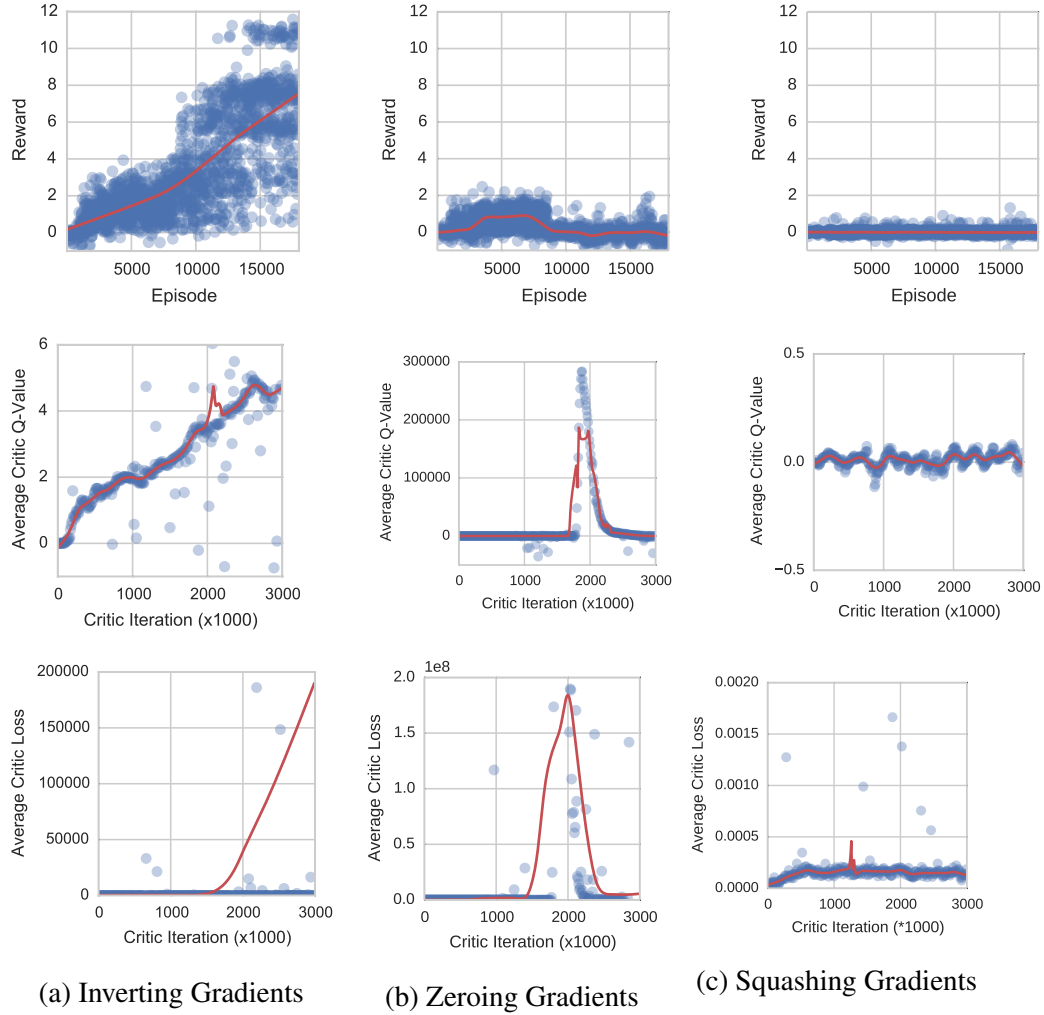 12
10
8
6
4
2
0
Reward
5000 10000 15000
Episode
12
10
8
6
4
2
0
Reward
5000 10000 15000
Episode
12
10
8
6
4
2
0
Reward
5000 10000 15000
Episode
6
4
2
0
Average Critic Q-Value
0 1000 2000 3000
Critic Iteration (x1000)
300000
200000
100000
0
Average Critic Q-Value
0 1000 2000 3000
Critic Iteration (x1000)
0.5
0.0
−0.5
Average Critic Q-Value
0 1000 2000 3000
Critic Iteration (x1000)
200000
150000
100000
50000
0
Average Critic Loss
0 1000 2000 3000
Critic Iteration (x1000)
1e8
2.0
1.5
1.0
0.5
0.0
Average Critic Loss
0 1000 2000 3000
Critic Iteration (x1000)
0.0020
0.0015
0.0010
0.0005
0.0000
Average Critic Loss
0 1000 2000 3000
Critic Iteration (*1000)
(a) Inverting Gradients
(b) Zeroing Gradients
(c) Squashing Gradients